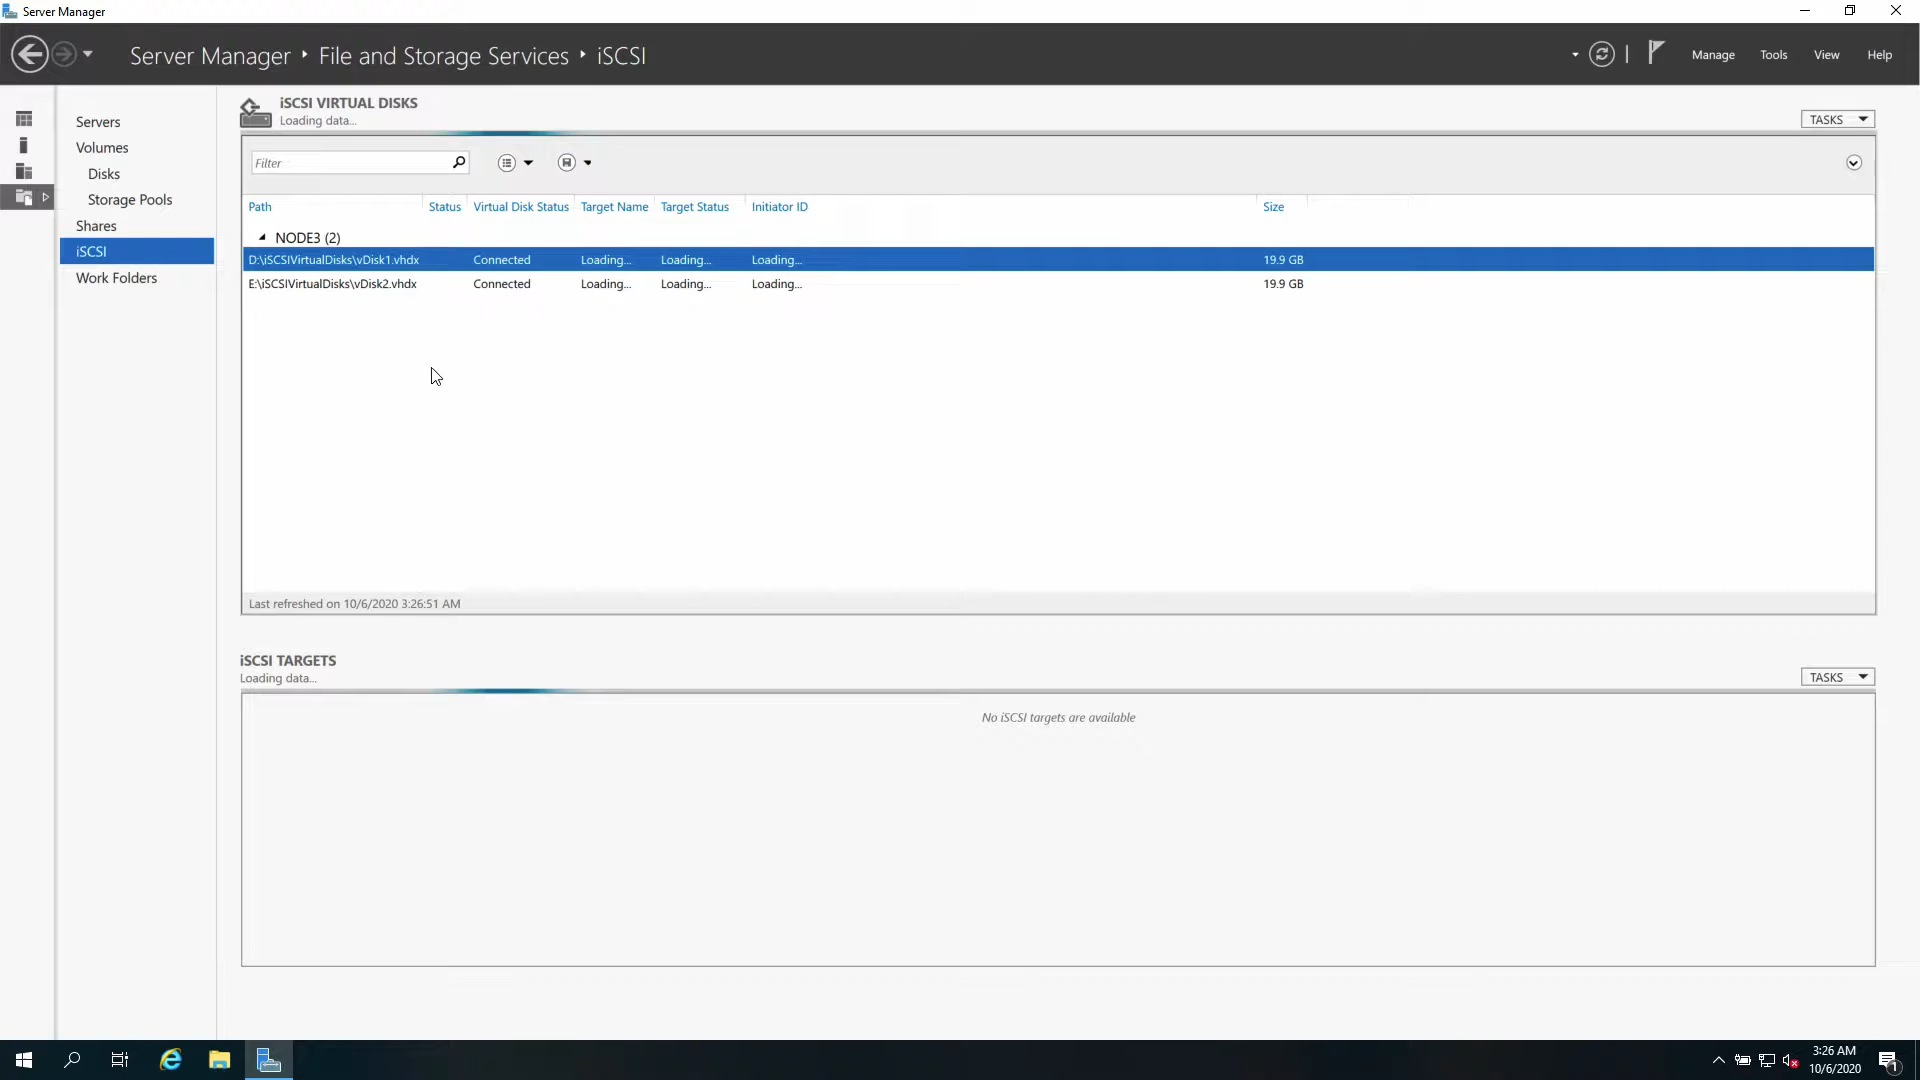 Server Manager
Server Manager ‣ File and Storage Services ‣ iSCSI
Manage Tools View Help
Servers
Volumes
Disks
Storage Pools
Shares
iSCSI
Work Folders
iSCSI VIRTUAL DISKS
Loading data...
TASKS
Filter
Path Status Virtual Disk Status Target Name Target Status Initiator ID Size
NODE3 (2)
D:\iSCSIVirtualDisks\vDisk1.vhdx Connected Loading... Loading... Loading... 19.9 GB
E:\iSCSIVirtualDisks\vDisk2.vhdx Connected Loading... Loading... Loading... 19.9 GB
Last refreshed on 10/6/2020 3:26:51 AM
iSCSI TARGETS
Loading data...
TASKS
No iSCSI targets are available
3:26 AM
10/6/2020
1